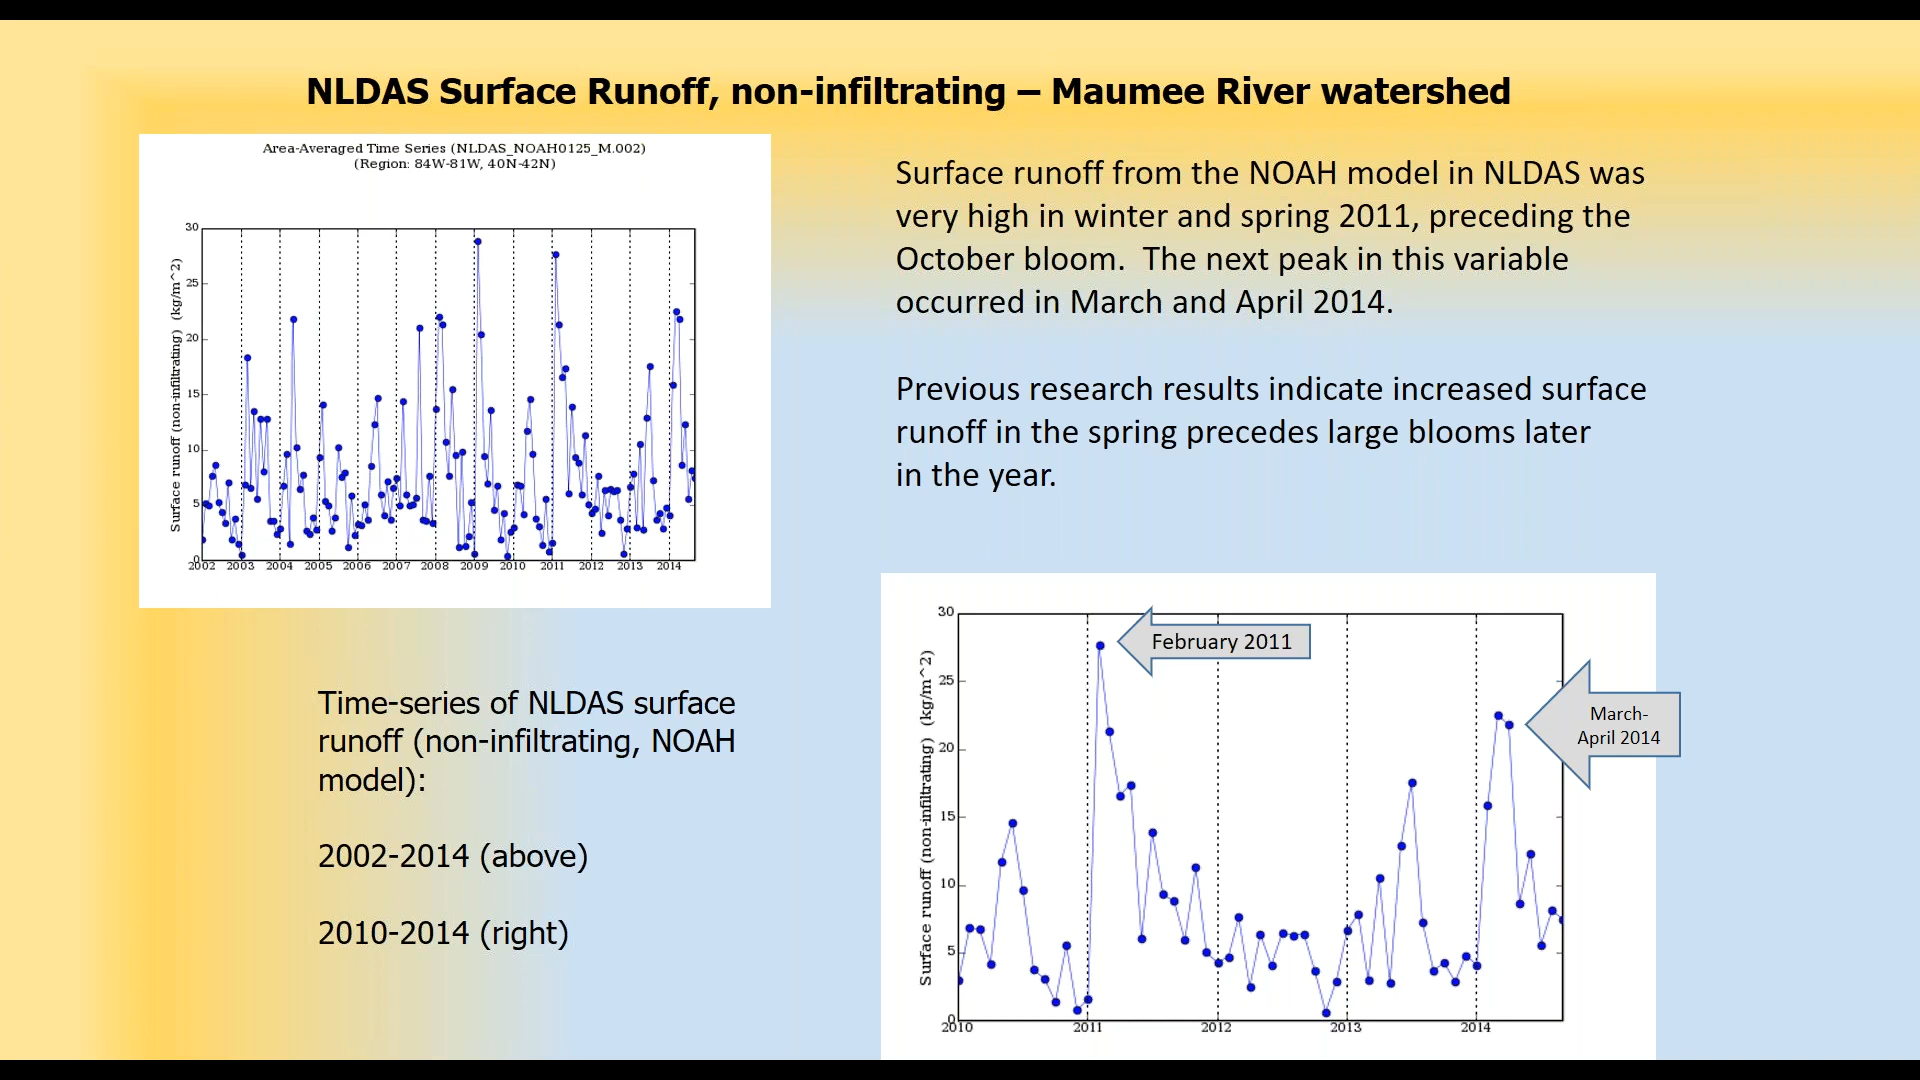 NLDAS Surface Runoff, non-infiltrating – Maumee River watershed
Area-Averaged Time Series (NLDAS_NOAH0125_M.002)
(Region: 84W-81W, 40N-42N)
Surface runoff (non-infiltrating) (kg/m^2)
30
25
20
15
10
5
0
2002 2003 2004 2005 2006 2007 2008 2009 2010 2011 2012 2013 2014
Surface runoff from the NOAH model in NLDAS was
very high in winter and spring 2011, preceding the
October bloom. The next peak in this variable
occurred in March and April 2014.
Previous research results indicate increased surface
runoff in the spring precedes large blooms later
in the year.
Time-series of NLDAS surface
runoff (non-infiltrating, NOAH
model):
2002-2014 (above)
2010-2014 (right)
Surface runoff (non-infiltrating) (kg/m^2)
30
25
20
15
10
5
0
2010 2011 2012 2013 2014
February 2011
March-
April 2014